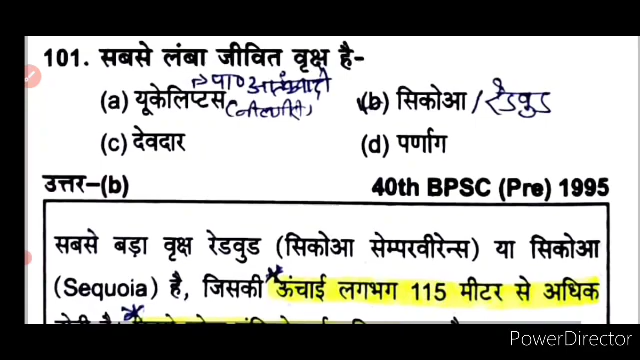 101. सबसे लंबा जीवित वृक्ष है-
(a) यूकेलिप्टस (b) सिकोआ / रेडवुड
(c) देवदार (d) पर्णाग
उत्तर–(b) 40th BPSC (Pre) 1995
सबसे बड़ा वृक्ष रेडवुड (सिकोआ सेम्परवीरेन्स) या सिकोआ
(Sequoia) है, जिसकी ऊंचाई लगभग 115 मीटर से अधिक
PowerDirector